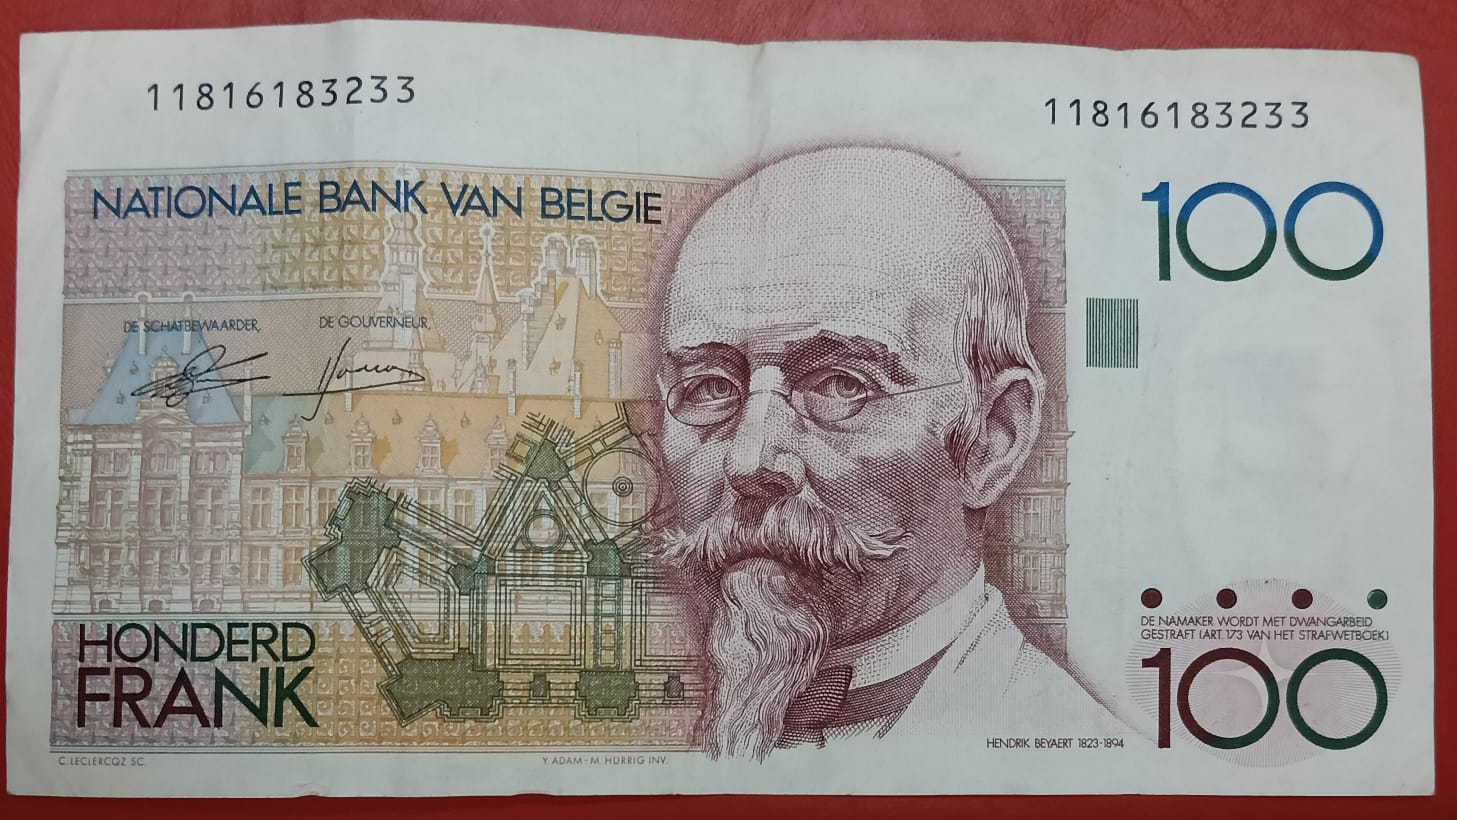 11816183233
11816183233
NATIONALE BANK VAN BELGIE
100
DE SCHATBEWAARDER,
DE GOUVERNEUR,
DE NAMAKER WORDT MET DWANGARBEID
GESTRAFT (ART. 173 VAN HET STRAFWETBOEK)
100
HONDERD
FRANK
HENDRIK BEYAERT 1823-1894
C. LECLERCQZ SC.
Y. ADAM - M. HÜRRIG INV.